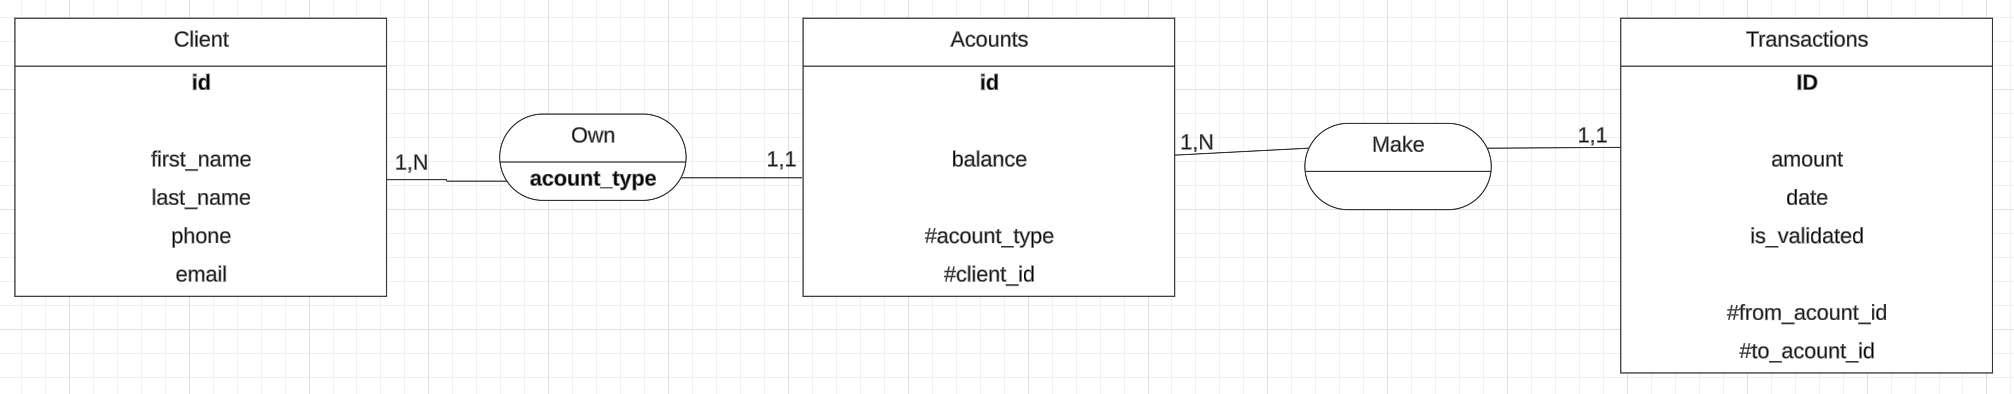 Client
id
first_name
last_name
phone
email
1,N
Own
acount_type
1,1
Acounts
id
balance
#acount_type
#client_id
1,N
Make
1,1
Transactions
ID
amount
date
is_validated
#from_acount_id
#to_acount_id